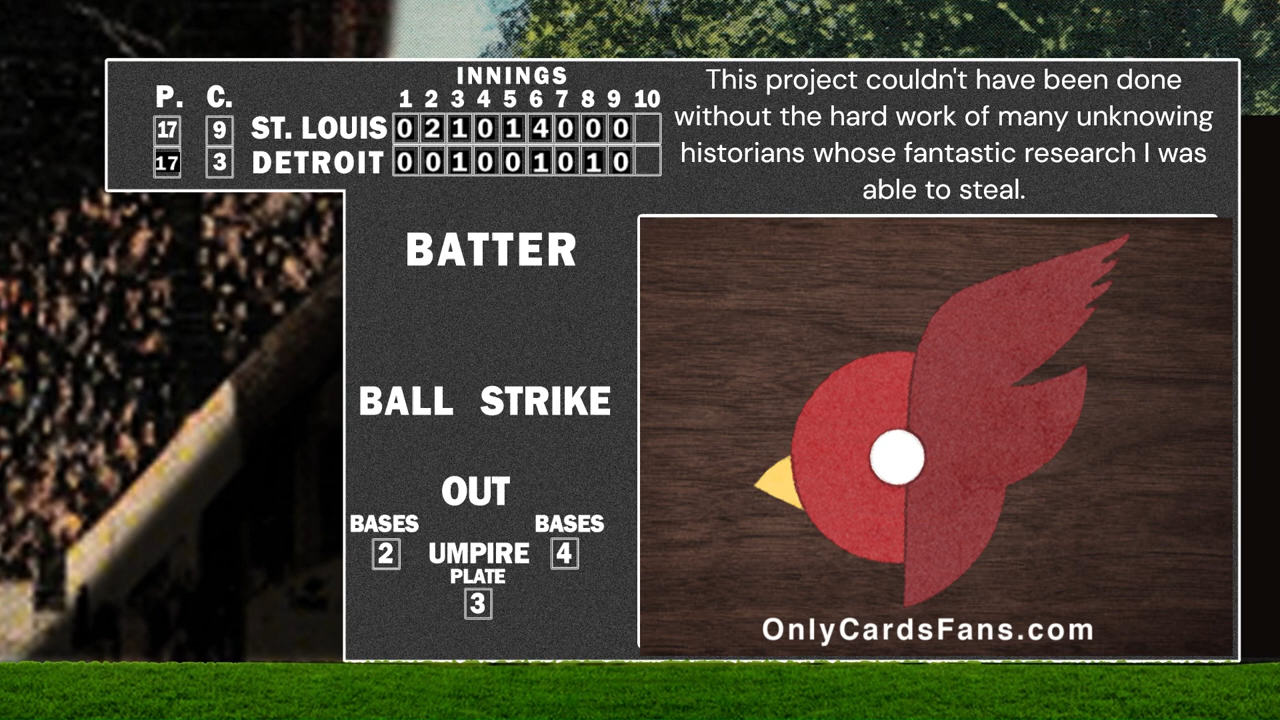 INNINGS
P. C. 1 2 3 4 5 6 7 8 9 10
17 9 ST. LOUIS 0 2 1 0 1 4 0 0 0
17 3 DETROIT 0 0 1 0 0 1 0 1 0
This project couldn't have been done
without the hard work of many unknowing
historians whose fantastic research I was
able to steal.
BATTER
BALL STRIKE
OUT
BASES BASES
2 UMPIRE 4
PLATE
3
OnlyCardsFans.com